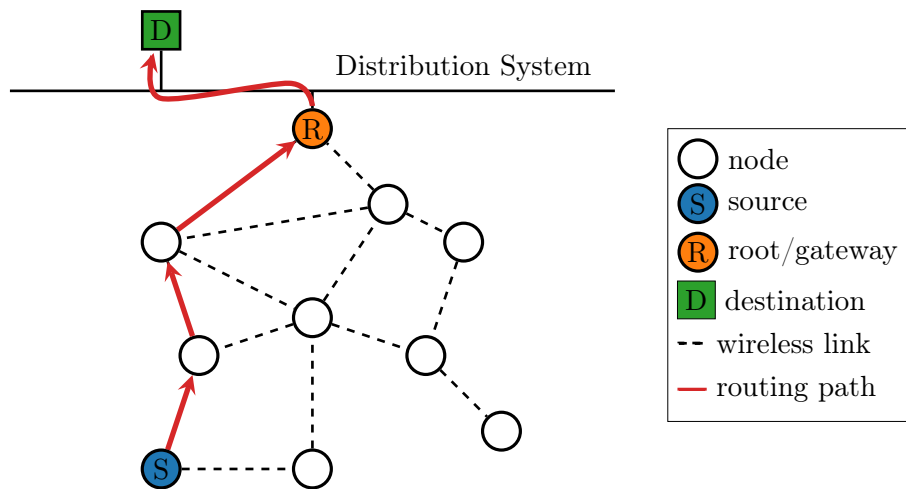 D
Distribution System
R
S
node
S source
R root/gateway
D destination
wireless link
routing path